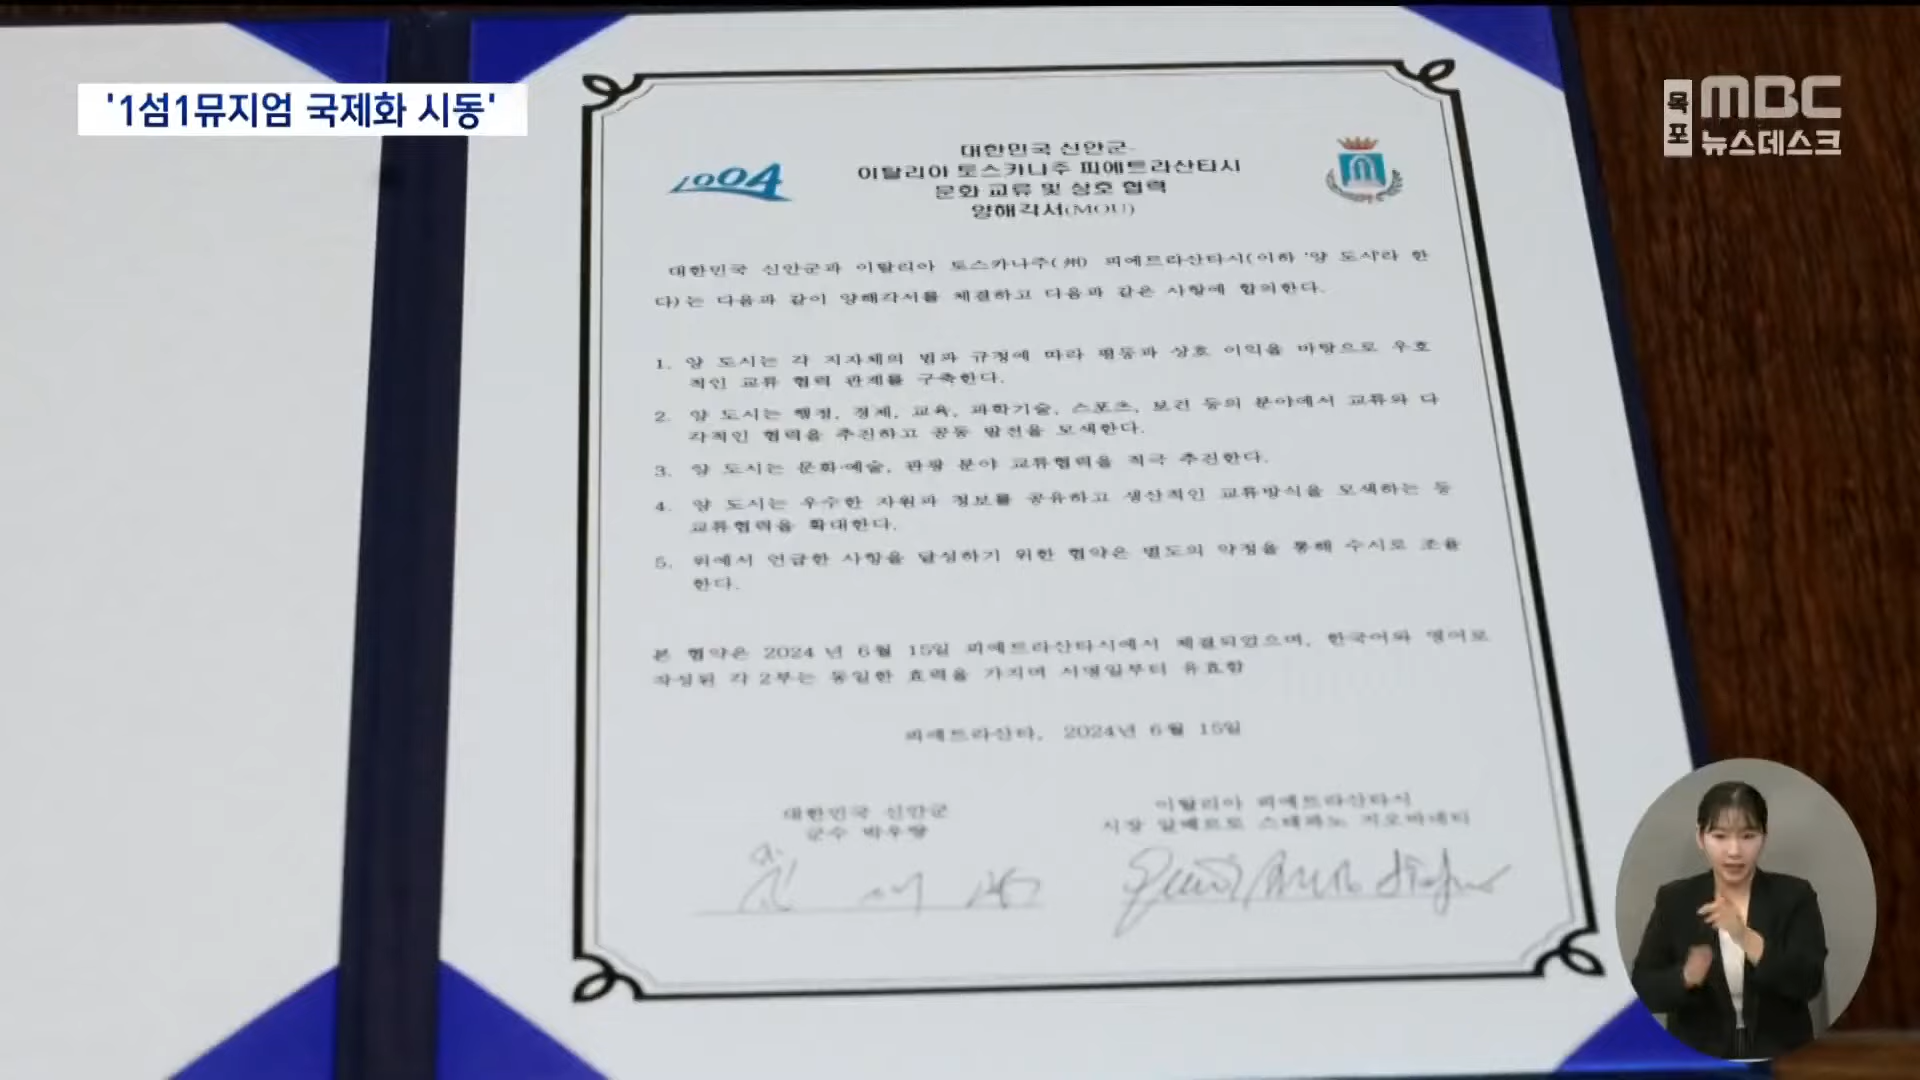 '1섬1뮤지엄 국제화 시동'
목포
MBC
뉴스데스크
1004
대한민국 신안군-
이탈리아 토스카나주 피에트라산타시
문화 교류 및 상호 협력
양해각서(MOU)
대한민국 신안군과 이탈리아 토스카나주(州) 피에트라산타시(이하 '양 도시'라 한
다)는 다음과 같이 양해각서를 체결하고 다음과 같은 사항에 합의한다.
1. 양 도시는 각 지자체의 법과 규정에 따라 평등과 상호 이익을 바탕으로 우호
적인 교류 협력 관계를 구축한다.
2. 양 도시는 행정, 경제, 교육, 과학기술, 스포츠, 보건 등의 분야에서 교류와 다
각적인 협력을 추진하고 공동 발전을 모색한다.
3. 양 도시는 문화·예술, 관광 분야 교류협력을 적극 추진한다.
4. 양 도시는 우수한 자원과 정보를 공유하고 생산적인 교류방식을 모색하는 등
교류협력을 확대한다.
5. 위에서 언급한 사항을 달성하기 위한 협약은 별도의 약정을 통해 수시로 조율
한다.
본 협약은 2024년 6월 15일 피에트라산타시에서 체결되었으며, 한국어와 영어로
작성된 각 2부는 동일한 효력을 가지며 서명일부터 유효함
피에트라산타, 2024년 6월 15일
대한민국 신안군
군수 박우량
이탈리아 피에트라산타시
시장 알베르토 스테파노 지오바네티